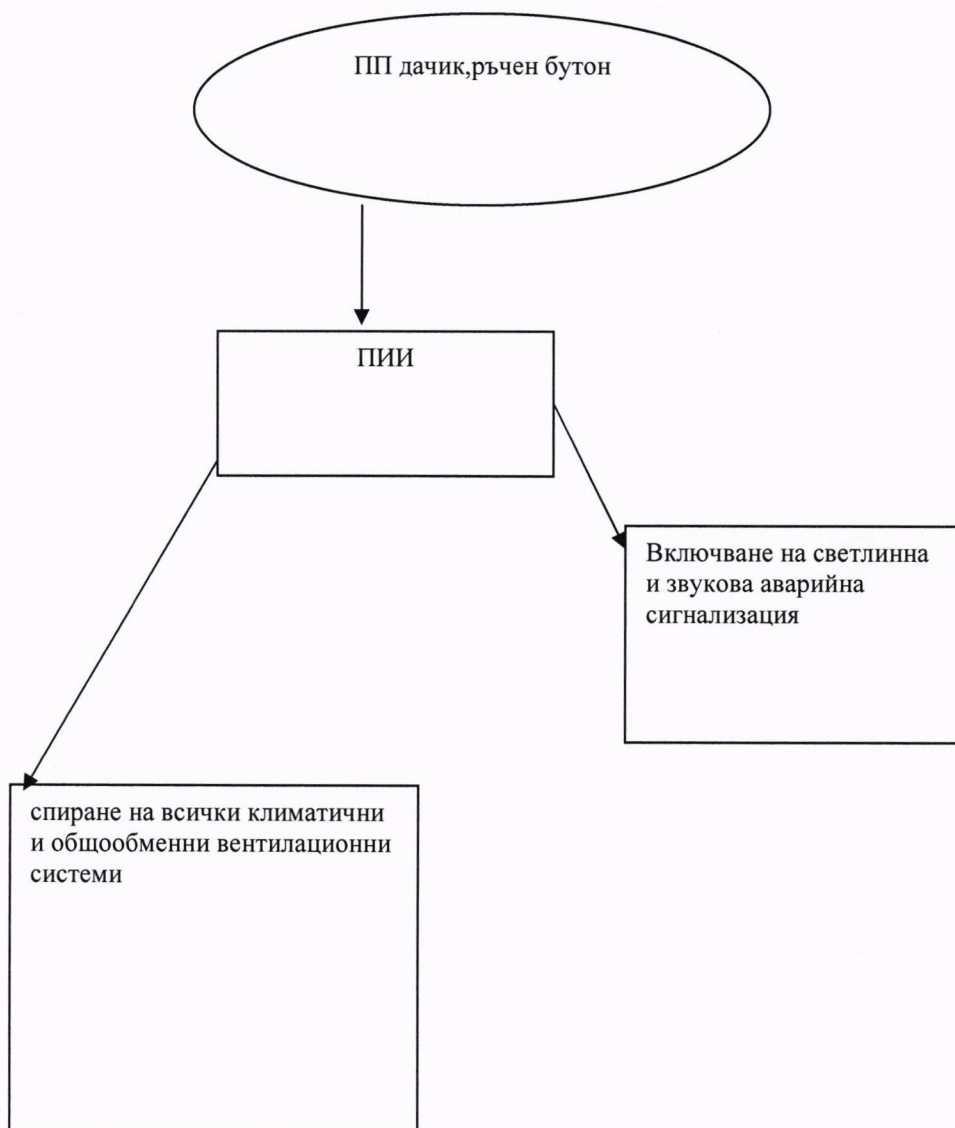 ПП дачик,ръчен бутон
ПИИ
Включване на светлинна
и звукова аварийна
сигнализация
спиране на всички климатични
и общообменни вентилационни
системи